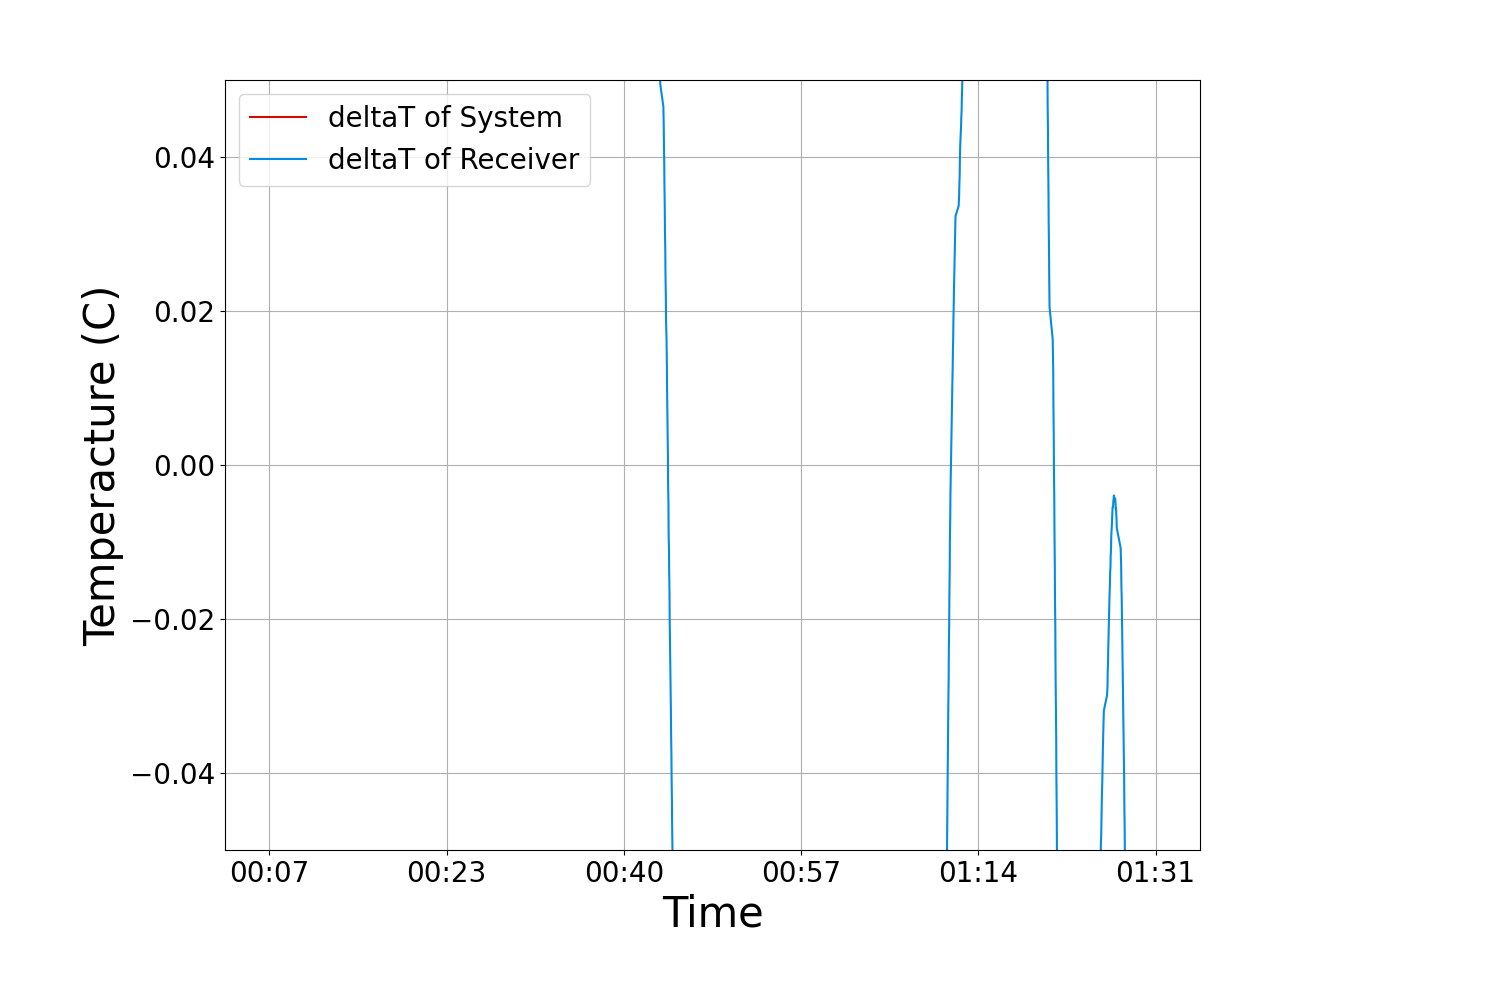 deltaT of System
deltaT of Receiver
0.04
0.02
0.00
−0.02
−0.04
Temperacture (C)
00:07 00:23 00:40 00:57 01:14 01:31
Time